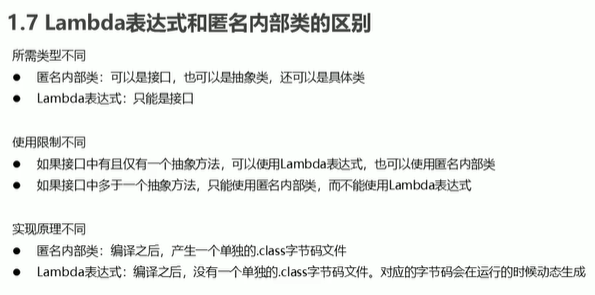 1.7 Lambda表达式和匿名内部类的区别
所需类型不同
● 匿名内部类：可以是接口，也可以是抽象类，还可以是具体类
● Lambda表达式：只能是接口
使用限制不同
● 如果接口中有且仅有一个抽象方法，可以使用Lambda表达式，也可以使用匿名内部类
● 如果接口中多于一个抽象方法，只能使用匿名内部类，而不能使用Lambda表达式
实现原理不同
● 匿名内部类：编译之后，产生一个单独的.class字节码文件
● Lambda表达式：编译之后，没有一个单独的.class字节码文件。对应的字节码会在运行的时候动态生成